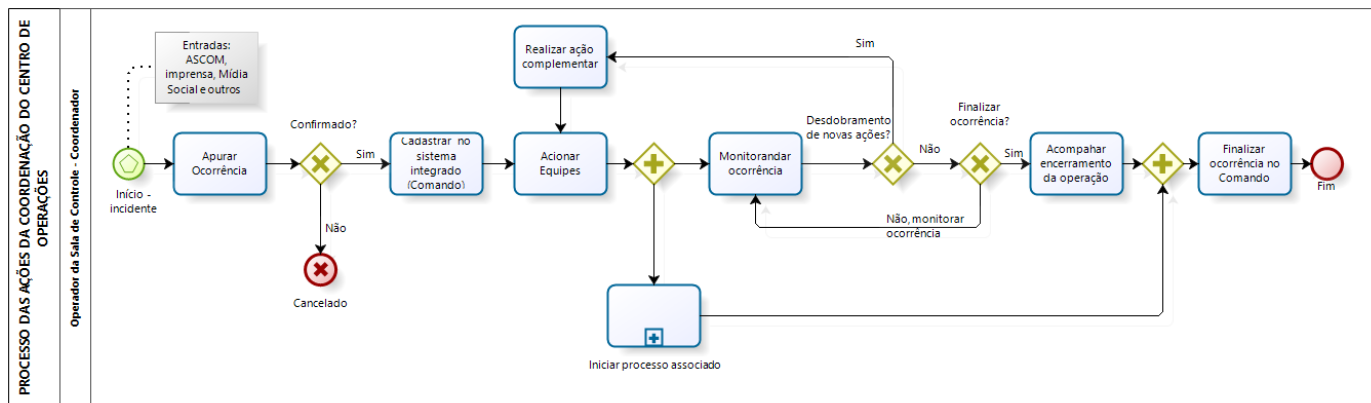 PROCESSO DAS AÇÕES DA COORDENAÇÃO DO CENTRO DE
OPERAÇÕES
Operador da Sala de Controle - Coordenador
Entradas:
ASCOM,
imprensa, Mídia
Social e outros
Início -
incidente
Apurar
Ocorrência
Confirmado?
Sim
Não
Cancelado
Cadastrar no
sistema
integrado
(Comando)
Realizar ação
complementar
Acionar
Equipes
Iniciar processo associado
Monitorandar
ocorrência
Sim
Desdobramento
de novas ações?
Não
Finalizar
ocorrência?
Sim
Não, monitorar
ocorrência
Acompahar
encerramento
da operação
Finalizar
ocorrência no
Comando
Fim